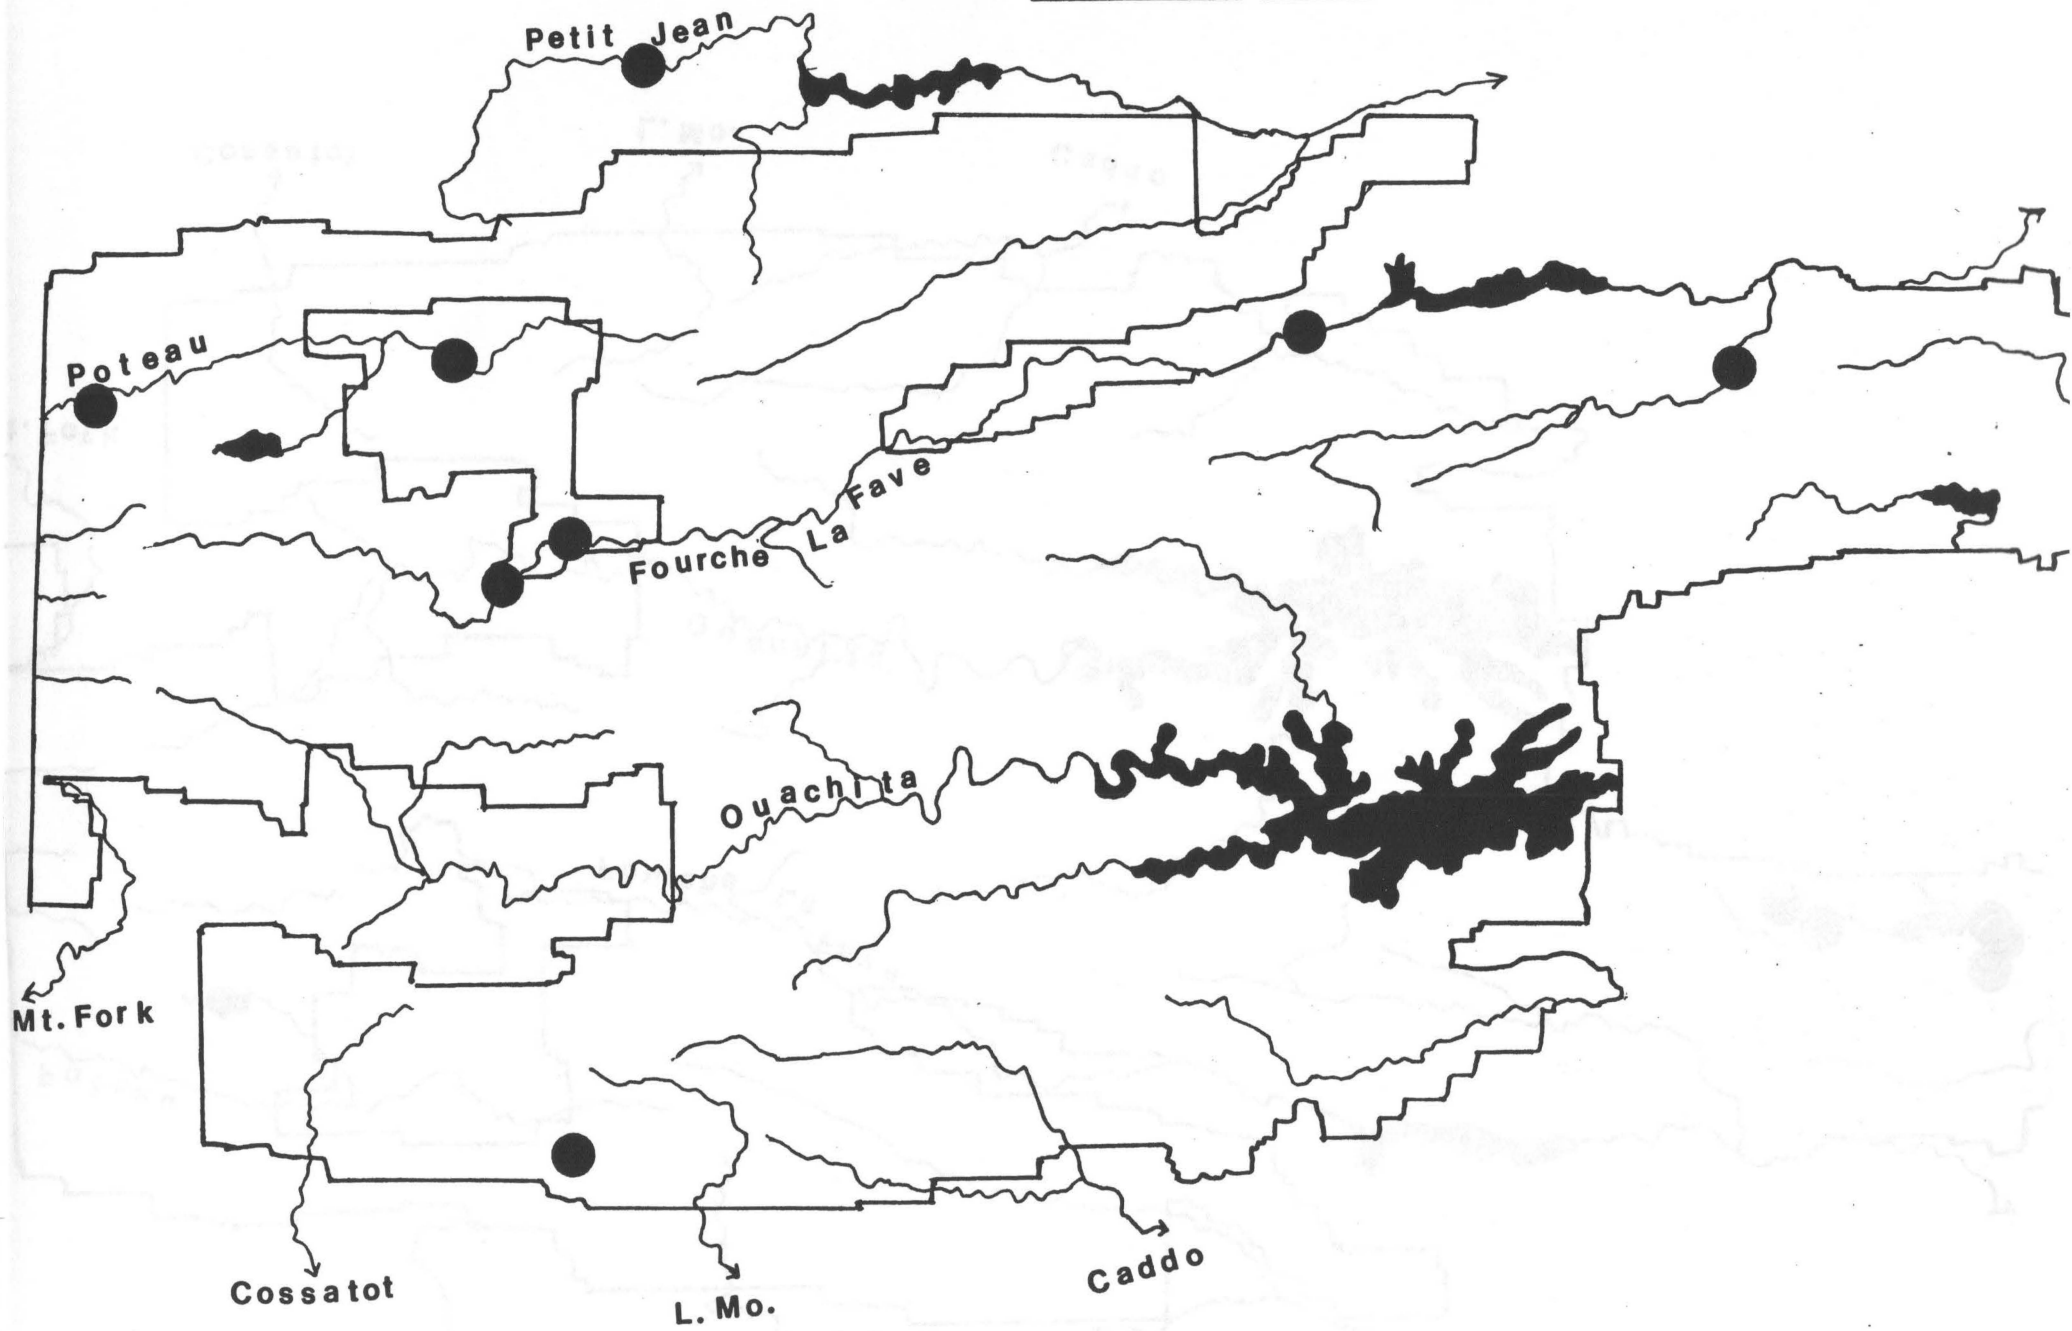 Petit Jean
Poteau
Fourche La Fave
Ouachita
Mt. Fork
Cossatot
L. Mo.
Caddo